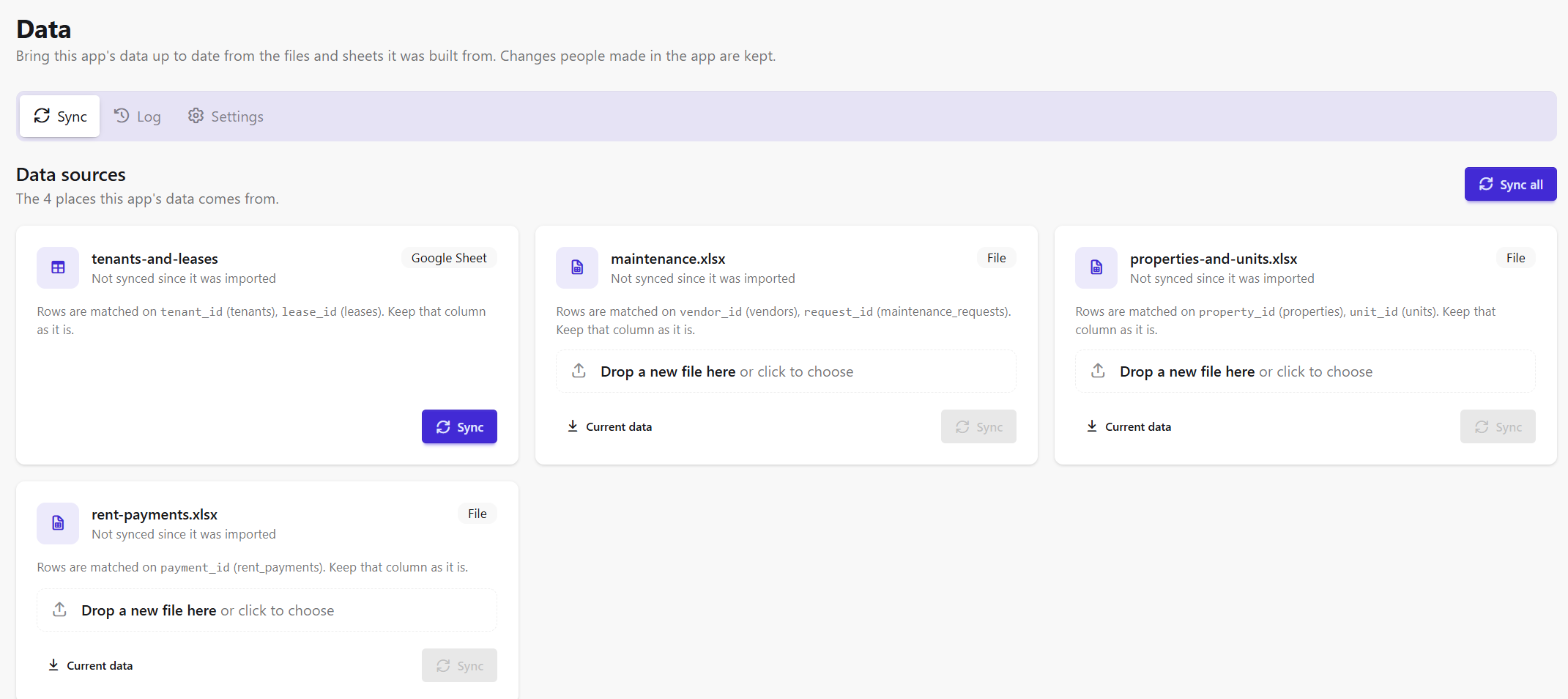 Data
Bring this app's data up to date from the files and sheets it was built from. Changes people made in the app are kept.
Sync
Log
Settings
Data sources
The 4 places this app's data comes from.
Sync all
tenants-and-leases
Google Sheet
Not synced since it was imported
Rows are matched on tenant_id (tenants), lease_id (leases). Keep that column
as it is.
Sync
maintenance.xlsx
File
Not synced since it was imported
Rows are matched on vendor_id (vendors), request_id (maintenance_requests).
Keep that column as it is.
Drop a new file here or click to choose
Current data
Sync
properties-and-units.xlsx
File
Not synced since it was imported
Rows are matched on property_id (properties), unit_id (units). Keep that
column as it is.
Drop a new file here or click to choose
Current data
Sync
rent-payments.xlsx
File
Not synced since it was imported
Rows are matched on payment_id (rent_payments). Keep that column as it is.
Drop a new file here or click to choose
Current data
Sync